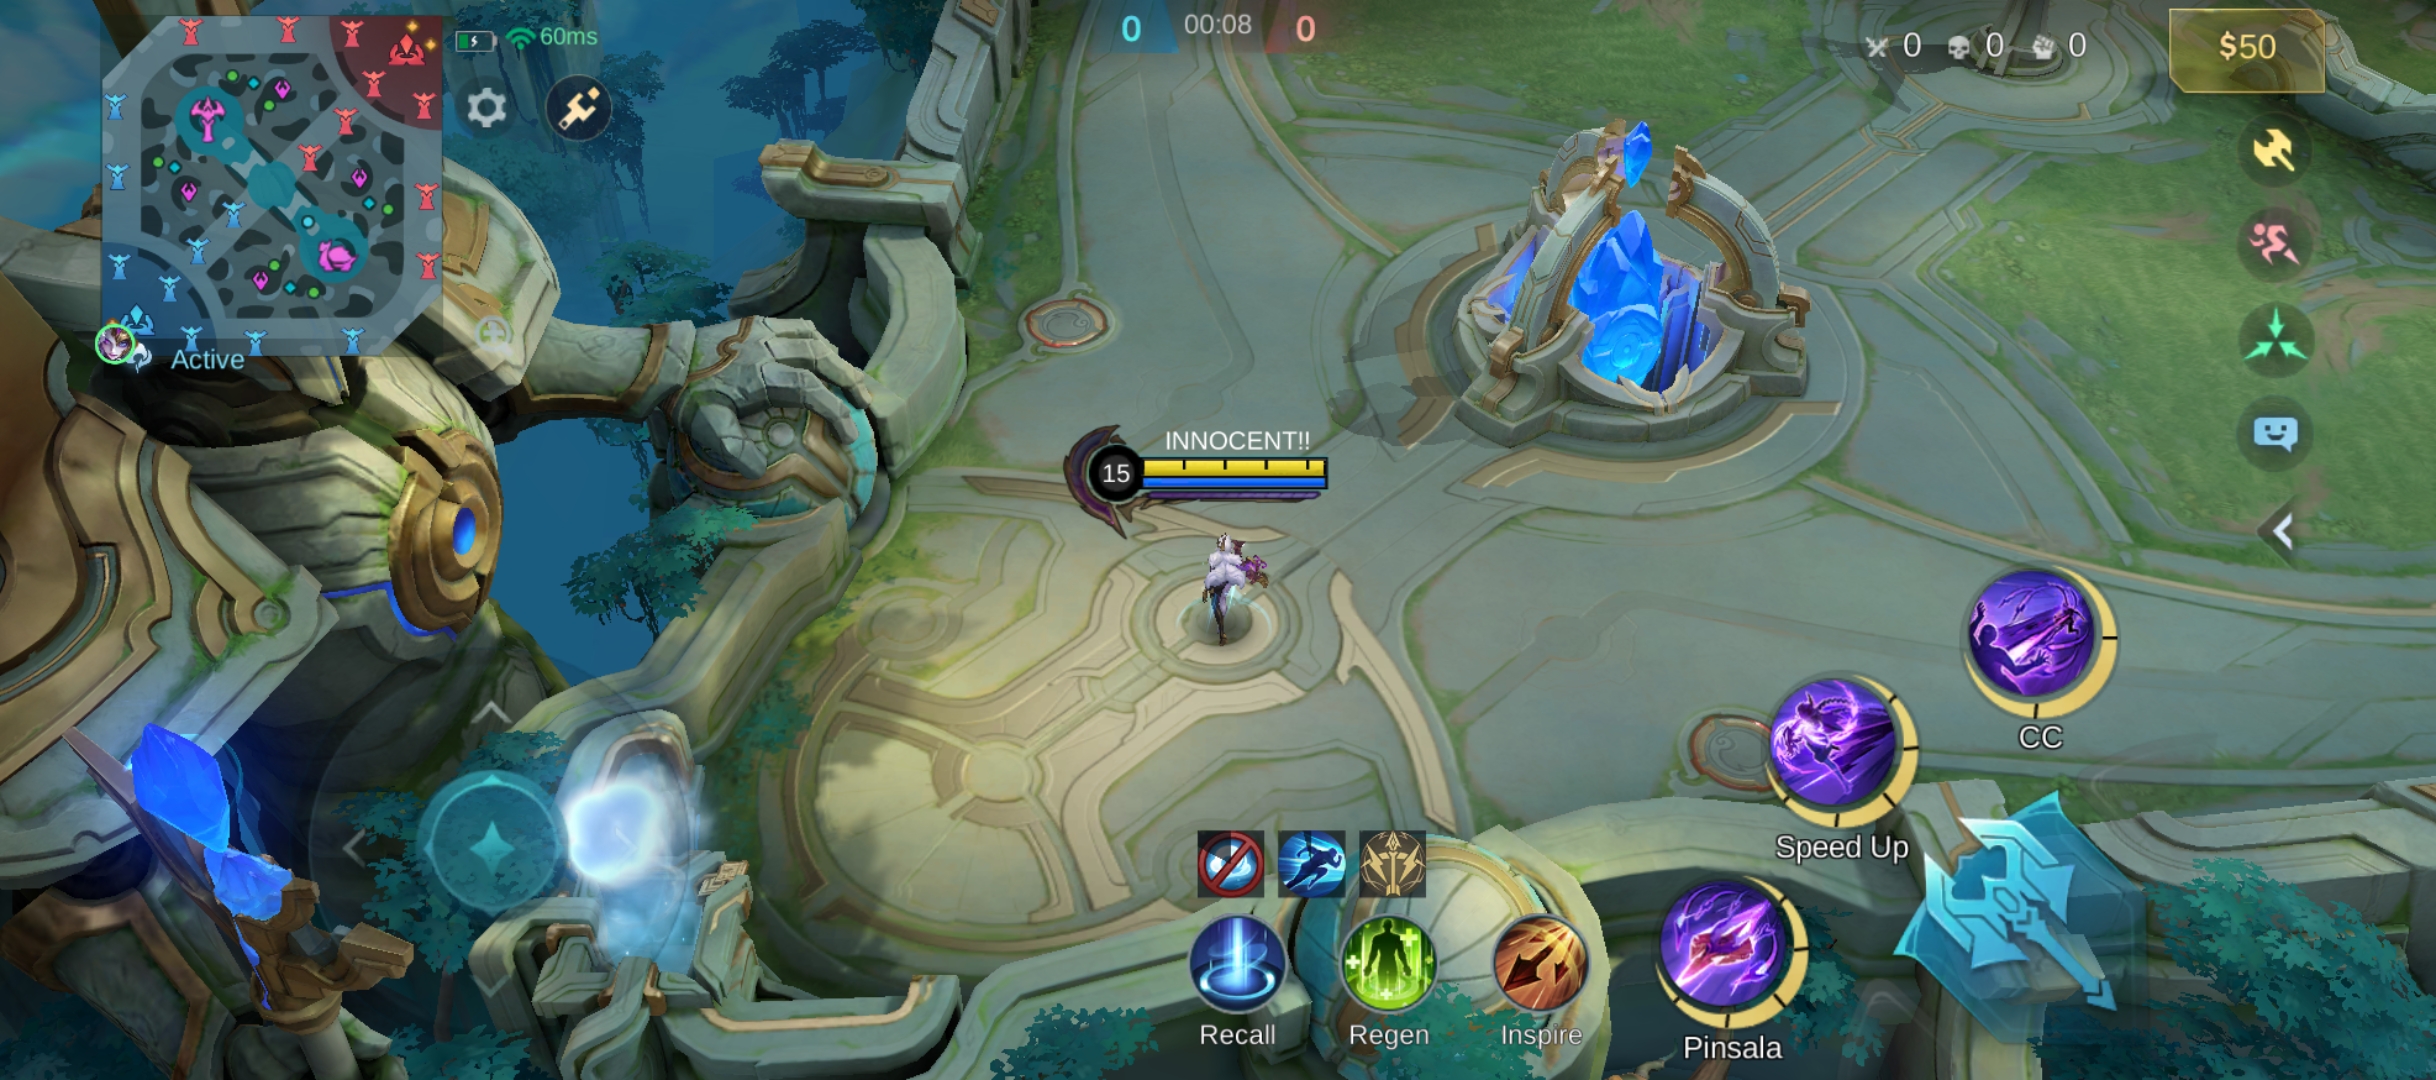 60ms
0 00:08 0
0 0 0
$50
Active
INNOCENT!!
15
CC
Speed Up
Recall
Regen
Inspire
Pinsala